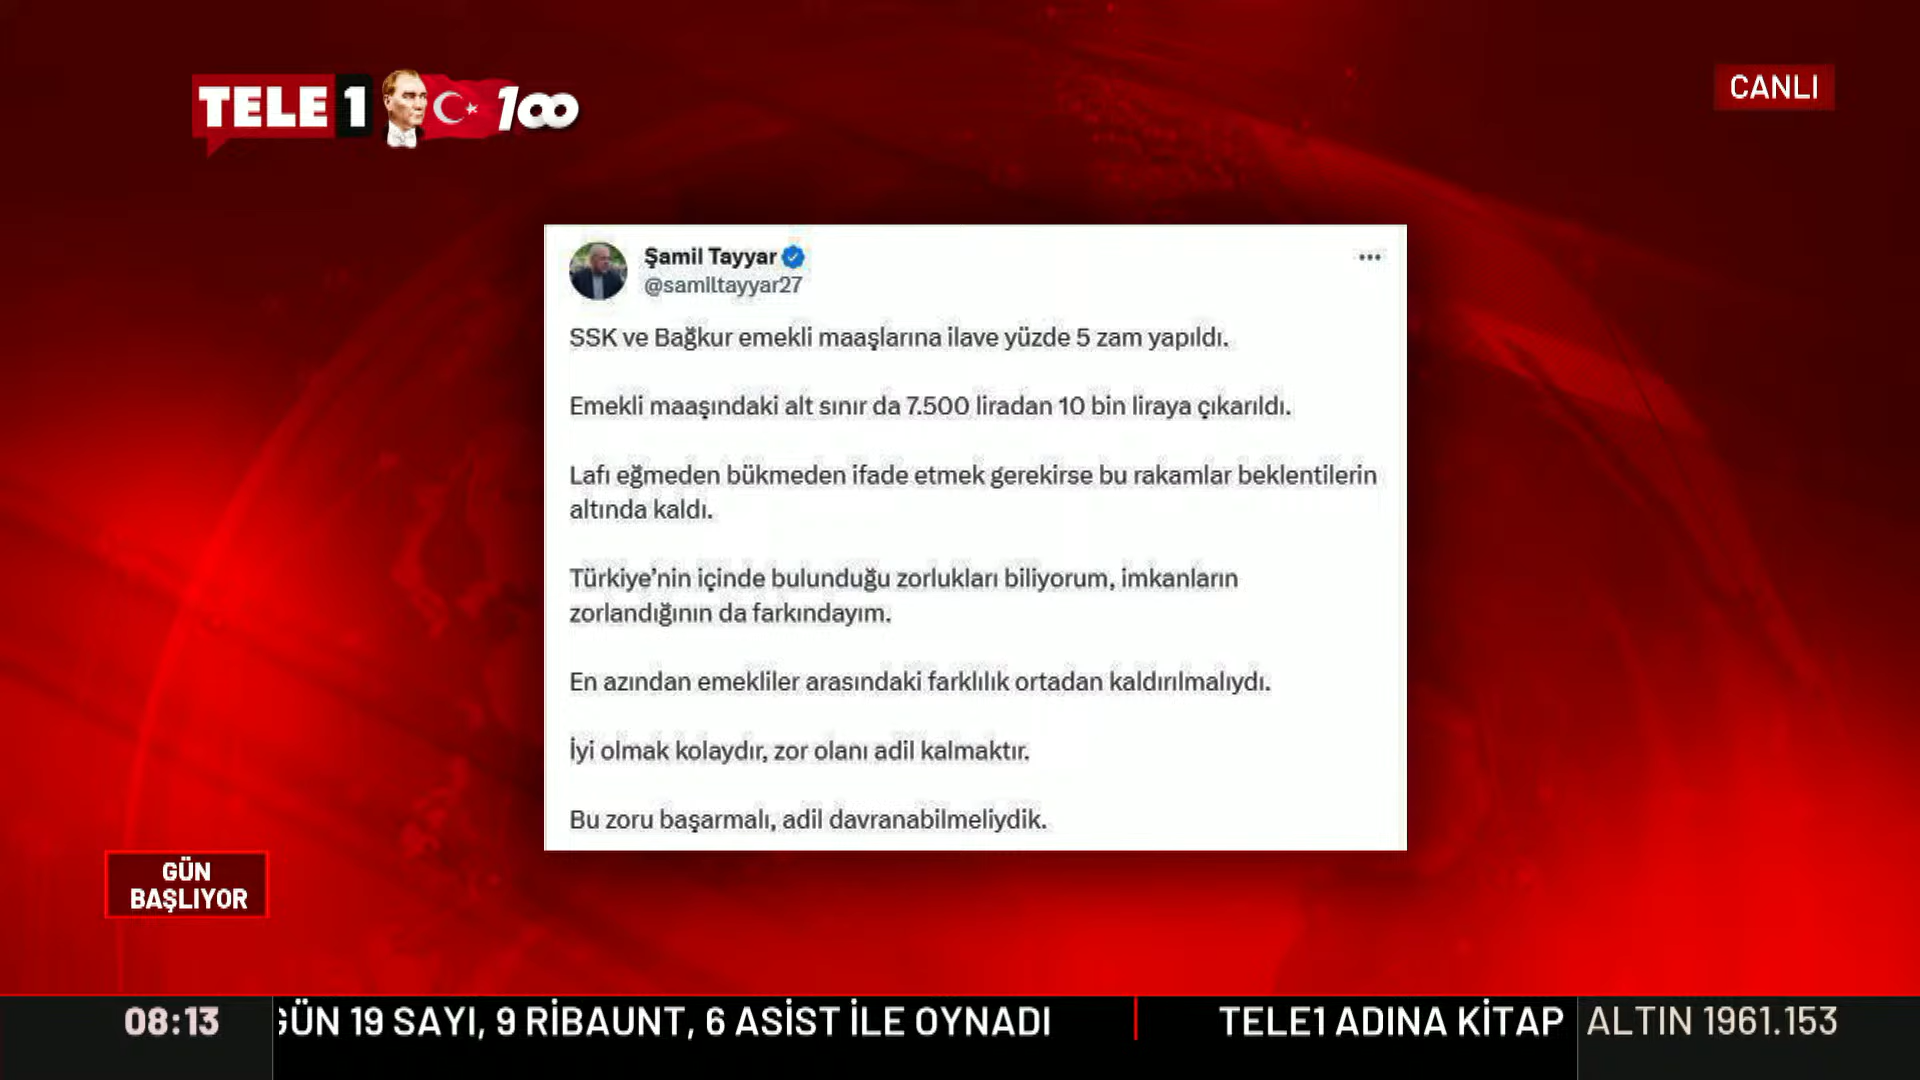 TELE 1 100
CANLI
Şamil Tayyar
@samiltayyar27
SSK ve Bağkur emekli maaşlarına ilave yüzde 5 zam yapıldı.
Emekli maaşındaki alt sınır da 7.500 liradan 10 bin liraya çıkarıldı.
Lafı eğmeden bükmeden ifade etmek gerekirse bu rakamlar beklentilerin
altında kaldı.
Türkiye’nin içinde bulunduğu zorlukları biliyorum, imkanların
zorlandığının da farkındayım.
En azından emekliler arasındaki farklılık ortadan kaldırılmalıydı.
İyi olmak kolaydır, zor olanı adil kalmaktır.
Bu zoru başarmalı, adil davranabilmeliydik.
GÜN
BAŞLIYOR
08:13
GÜN 19 SAYI, 9 RİBAUNT, 6 ASİST İLE OYNADI
TELE1 ADINA KİTAP
ALTIN 1961.153